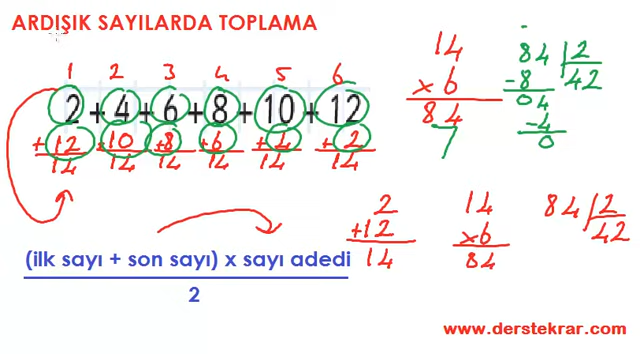 ARDIŞIK SAYILARDA TOPLAMA
1 2 3 4 5 6
2+4+6+8+10+12
+12 +10 +8 +6 +4 +2
14 14 14 14 14 14
14
x6
84
84 2
-8 42
04
-4
0
2
+12
14
14
x6
84
84 2
42
(ilk sayı + son sayı) x sayı adedi
2
www.derstekrar.com